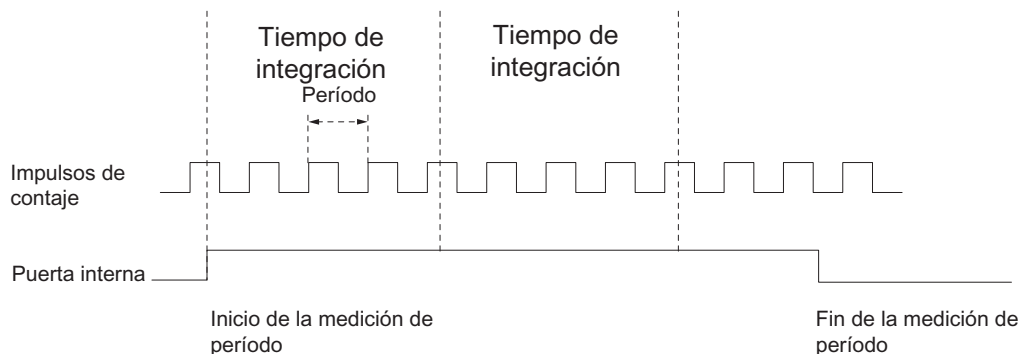 Tiempo de
integración
Tiempo de
integración
Período
Impulsos de
contaje
Puerta interna
Inicio de la medición de
período
Fin de la medición de
período